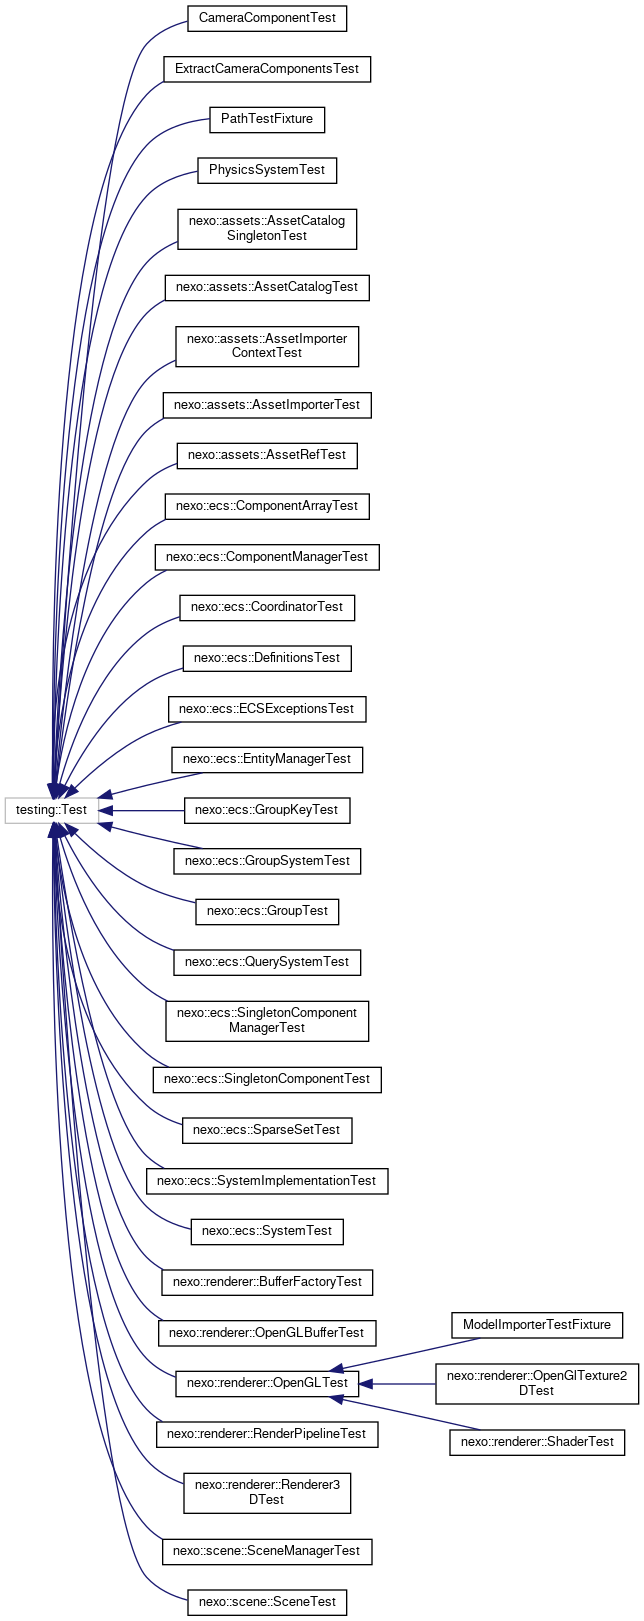 CameraComponentTest
ExtractCameraComponentsTest
PathTestFixture
PhysicsSystemTest
nexo::assets::AssetCatalog
SingletonTest
nexo::assets::AssetCatalogTest
nexo::assets::AssetImporter
ContextTest
nexo::assets::AssetImporterTest
nexo::assets::AssetRefTest
nexo::ecs::ComponentArrayTest
nexo::ecs::ComponentManagerTest
nexo::ecs::CoordinatorTest
nexo::ecs::DefinitionsTest
nexo::ecs::ECSExceptionsTest
nexo::ecs::EntityManagerTest
testing::Test
nexo::ecs::GroupKeyTest
nexo::ecs::GroupSystemTest
nexo::ecs::GroupTest
nexo::ecs::QuerySystemTest
nexo::ecs::SingletonComponent
ManagerTest
nexo::ecs::SingletonComponentTest
nexo::ecs::SparseSetTest
nexo::ecs::SystemImplementationTest
nexo::ecs::SystemTest
nexo::renderer::BufferFactoryTest
nexo::renderer::OpenGLBufferTest
ModelImporterTestFixture
nexo::renderer::OpenGLTest
nexo::renderer::OpenGlTexture2
DTest
nexo::renderer::RenderPipelineTest
nexo::renderer::ShaderTest
nexo::renderer::Renderer3
DTest
nexo::scene::SceneManagerTest
nexo::scene::SceneTest